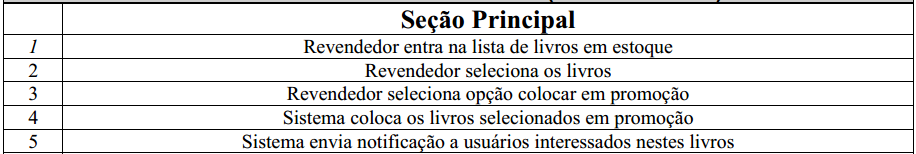 Seção Principal
1 Revendedor entra na lista de livros em estoque
2 Revendedor seleciona os livros
3 Revendedor seleciona opção colocar em promoção
4 Sistema coloca os livros selecionados em promoção
5 Sistema envia notificação a usuários interessados nestes livros